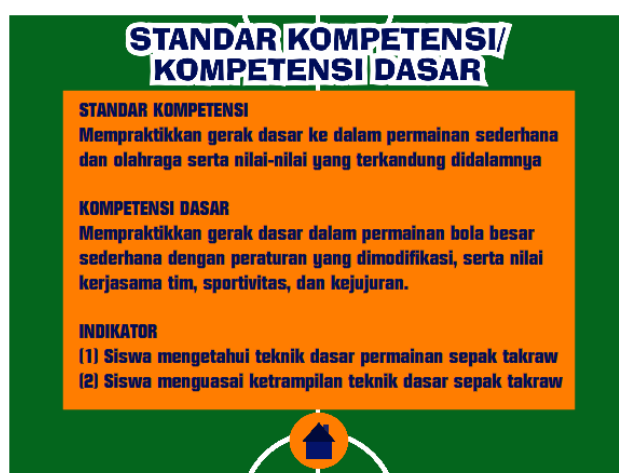 STANDAR KOMPETENSI/
KOMPETENSI DASAR
STANDAR KOMPETENSI
Mempraktikkan gerak dasar ke dalam permainan sederhana
dan olahraga serta nilai-nilai yang terkandung didalamnya
KOMPETENSI DASAR
Mempraktikkan gerak dasar dalam permainan bola besar
sederhana dengan peraturan yang dimodifikasi, serta nilai
kerjasama tim, sportivitas, dan kejujuran.
INDIKATOR
(1) Siswa mengetahui teknik dasar permainan sepak takraw
(2) Siswa menguasai ketrampilan teknik dasar sepak takraw